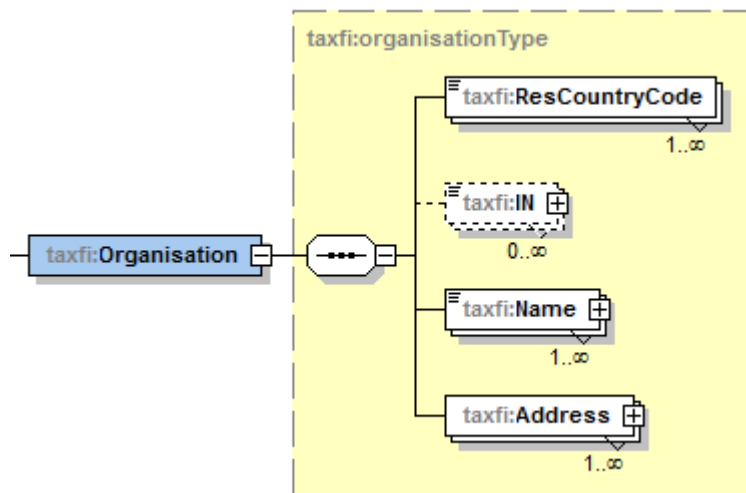 taxfi:organisationType
taxfi:ResCountryCode
1..∞
taxfi:IN
0..∞
taxfi:Organisation
taxfi:Name
1..∞
taxfi:Address
1..∞